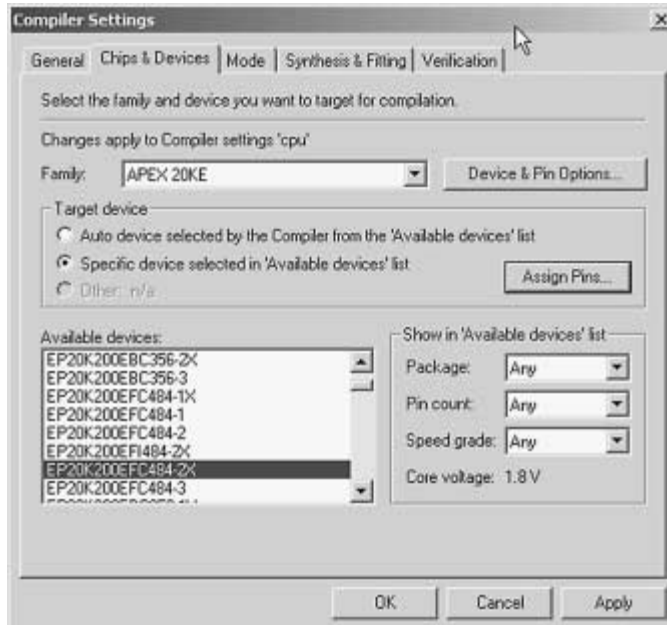 Compiler Settings
General Chips & Devices Mode Synthesis & Fitting Verification
Select the family and device you want to target for compilation.
Changes apply to Compiler settings 'cpu'
Family: APEX 20KE Device & Pin Options...
Target device
Auto device selected by the Compiler from the 'Available devices' list
Specific device selected in 'Available devices' list
Other: n/a
Assign Pins...
Available devices:
EP20K200EBC356-2X
EP20K200EBC356-3
EP20K200EFC484-1X
EP20K200EFC484-1
EP20K200EFC484-2
EP20K200EFI484-2X
EP20K200EFC484-2X
EP20K200EFC484-3
Show in 'Available devices' list
Package: Any
Pin count: Any
Speed grade: Any
Core voltage: 1.8 V
OK Cancel Apply